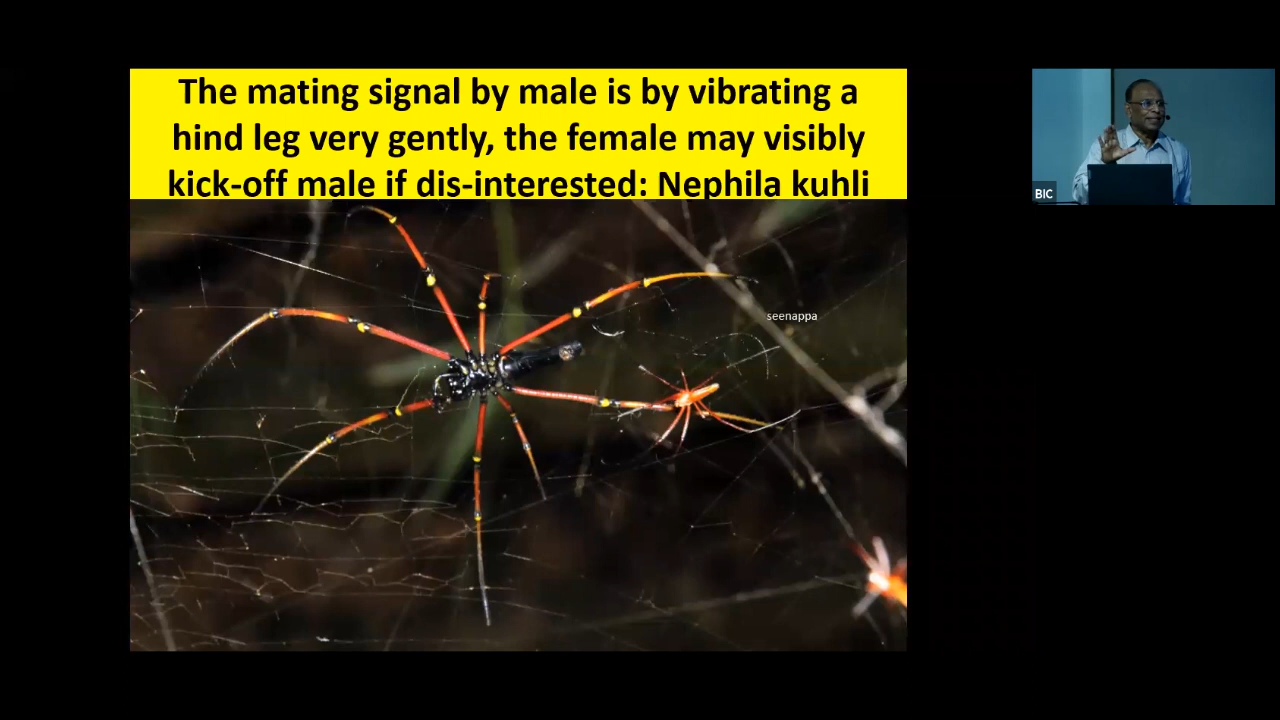 The mating signal by male is by vibrating a
hind leg very gently, the female may visibly
kick-off male if dis-interested: Nephila kuhli
seenappa
BIC